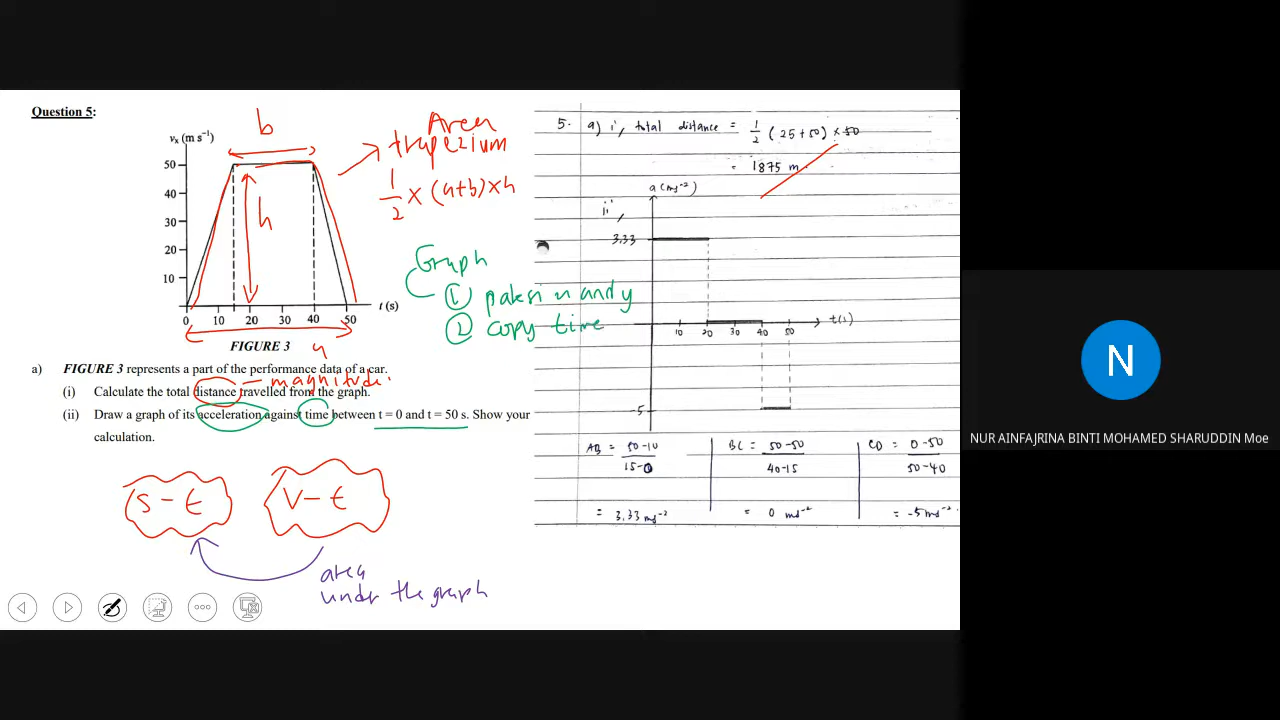 Question 5:
vx (m s⁻¹)
50
40
30
20
10
0 10 20 30 40 50
t (s)
b
h
a
FIGURE 3
Area
trapezium
1/2 × (a+b) × h
Graph
① paksi x and y
② copy time
a) FIGURE 3 represents a part of the performance data of a car.
— magnitude.
(i) Calculate the total distance travelled from the graph.
(ii) Draw a graph of its acceleration against time between t = 0 and t = 50 s. Show your
calculation.
s - t
v - t
area
under the graph
5. a) i, total distance = 1/2 (25 + 50) × 50
= 1875 m
ii,
a (ms⁻²)
3.33
10 20 30 40 50
t(s)
-5
AB = 50-10 / 15-0
= 3.33 ms⁻²
BC = 50-50 / 40-15
= 0 ms⁻²
CD = 0-50 / 50-40
= -5 ms⁻²
N
NUR AINFAJRINA BINTI MOHAMED SHARUDDIN Moe